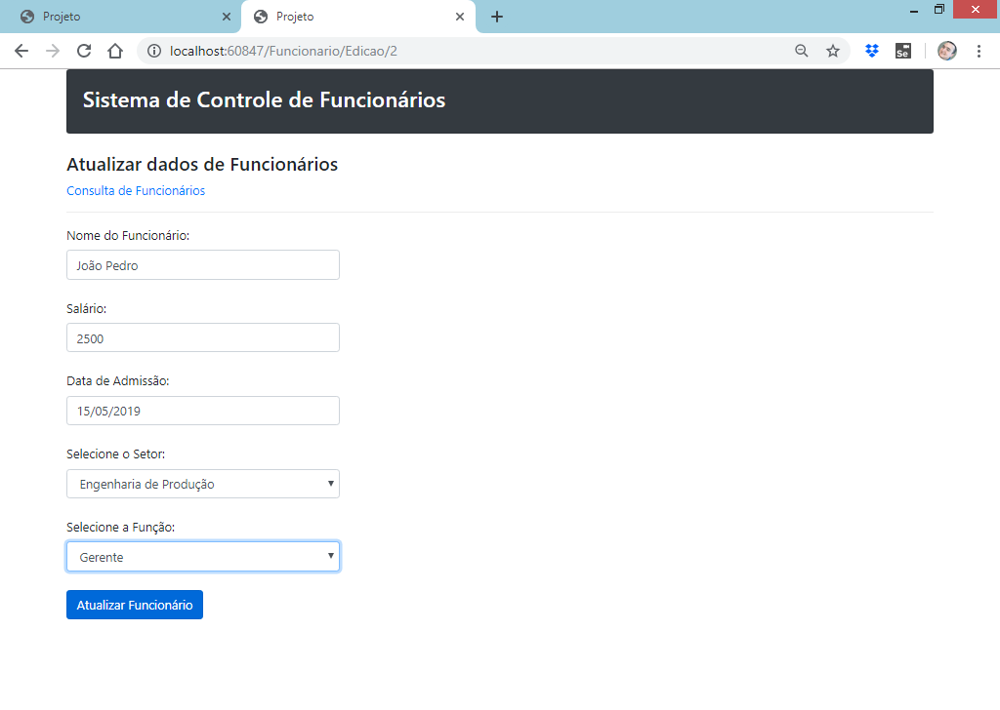 Projeto
Projeto
localhost:60847/Funcionario/Edicao/2
Se
Sistema de Controle de Funcionários
Atualizar dados de Funcionários
Consulta de Funcionários
Nome do Funcionário:
João Pedro
Salário:
2500
Data de Admissão:
15/05/2019
Selecione o Setor:
Engenharia de Produção
Selecione a Função:
Gerente
Atualizar Funcionário